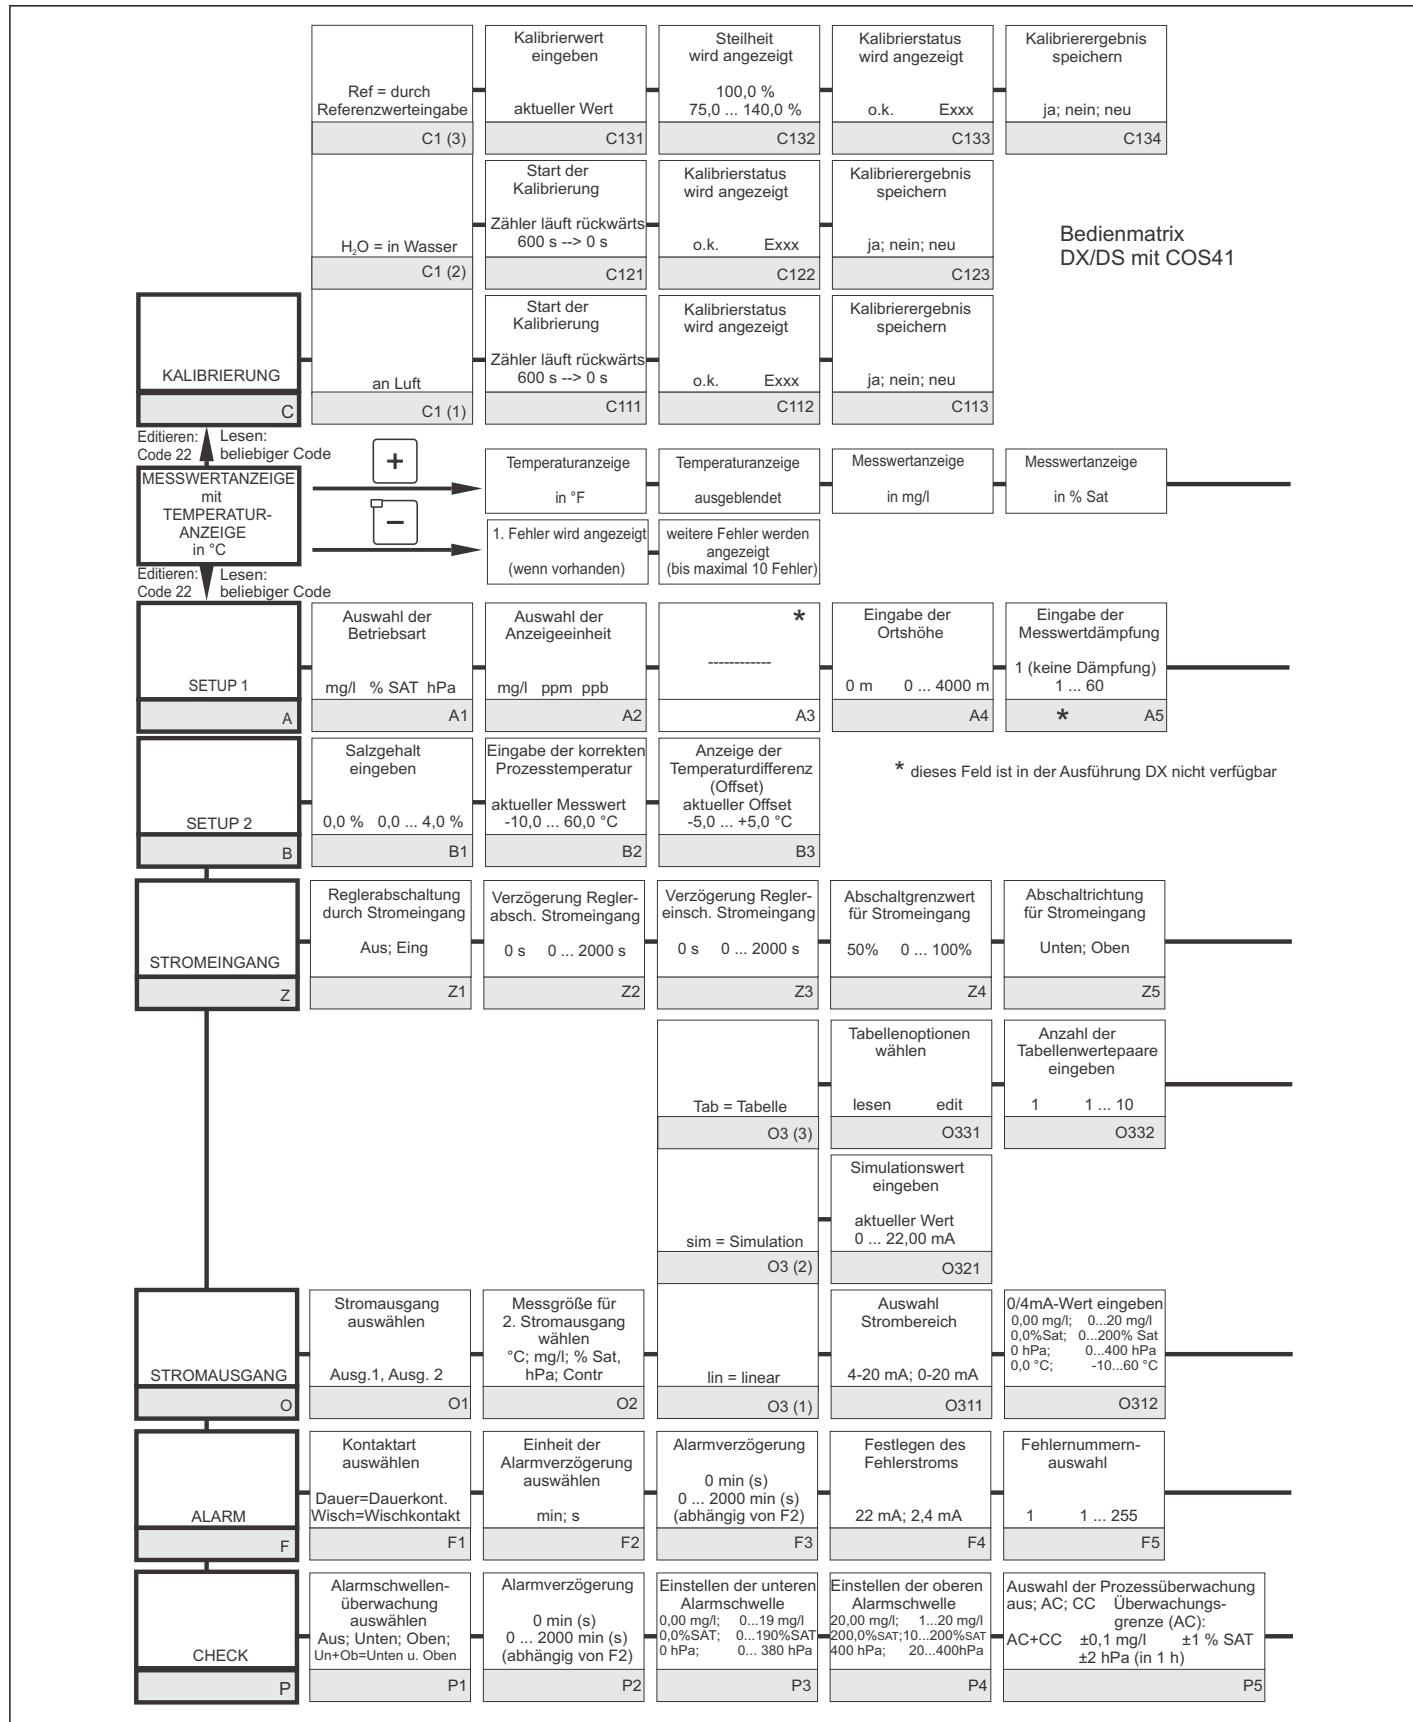 Ref = durch
Referenzwerteingabe
C1 (3)
Kalibrierwert
eingeben
aktueller Wert
C131
Steilheit
wird angezeigt
100,0 %
75,0 ... 140,0 %
C132
Kalibrierstatus
wird angezeigt
o.k. Exxx
C133
Kalibrierergebnis
speichern
ja; nein; neu
C134
H2O = in Wasser
C1 (2)
Start der
Kalibrierung
Zähler läuft rückwärts
600 s --> 0 s
C121
Kalibrierstatus
wird angezeigt
o.k. Exxx
C122
Kalibrierergebnis
speichern
ja; nein; neu
C123
Bedienmatrix
DX/DS mit COS41
KALIBRIERUNG
C
an Luft
C1 (1)
Start der
Kalibrierung
Zähler läuft rückwärts
600 s --> 0 s
C111
Kalibrierstatus
wird angezeigt
o.k. Exxx
C112
Kalibrierergebnis
speichern
ja; nein; neu
C113
Editieren: Lesen:
Code 22 beliebiger Code
MESSWERTANZEIGE
mit
TEMPERATUR-
ANZEIGE
in °C
+
Temperaturanzeige
in °F
Temperaturanzeige
ausgeblendet
Messwertanzeige
in mg/l
Messwertanzeige
in % Sat
–
1. Fehler wird angezeigt
(wenn vorhanden)
weitere Fehler werden
angezeigt
(bis maximal 10 Fehler)
Editieren: Lesen:
Code 22 beliebiger Code
SETUP 1
A
Auswahl der
Betriebsart
mg/l % SAT hPa
A1
Auswahl der
Anzeigeeinheit
mg/l ppm ppb
A2
*
------------
A3
Eingabe der
Ortshöhe
0 m 0 ... 4000 m
A4
Eingabe der
Messwertdämpfung
1 (keine Dämpfung)
1 ... 60
* A5
SETUP 2
B
Salzgehalt
eingeben
0,0 % 0,0 ... 4,0 %
B1
Eingabe der korrekten
Prozesstemperatur
aktueller Messwert
-10,0 ... 60,0 °C
B2
Anzeige der
Temperaturdifferenz
(Offset)
aktueller Offset
-5,0 ... +5,0 °C
B3
* dieses Feld ist in der Ausführung DX nicht verfügbar
STROMEINGANG
Z
Reglerabschaltung
durch Stromeingang
Aus; Eing
Z1
Verzögerung Regler-
absch. Stromeingang
0 s 0 ... 2000 s
Z2
Verzögerung Regler-
einsch. Stromeingang
0 s 0 ... 2000 s
Z3
Abschaltgrenzwert
für Stromeingang
50% 0 ... 100%
Z4
Abschaltrichtung
für Stromeingang
Unten; Oben
Z5
Tab = Tabelle
O3 (3)
Tabellenoptionen
wählen
lesen edit
O331
Anzahl der
Tabellenwertepaare
eingeben
1 1 ... 10
O332
sim = Simulation
O3 (2)
Simulationswert
eingeben
aktueller Wert
0 ... 22,00 mA
O321
STROMAUSGANG
O
Stromausgang
auswählen
Ausg.1, Ausg. 2
O1
Messgröße für
2. Stromausgang
wählen
°C; mg/l; % Sat,
hPa; Contr
O2
lin = linear
O3 (1)
Auswahl
Strombereich
4-20 mA; 0-20 mA
O311
0/4mA-Wert eingeben
0,00 mg/l; 0...20 mg/l
0,0%Sat; 0...200% Sat
0 hPa; 0...400 hPa
0,0 °C; -10...60 °C
O312
ALARM
F
Kontaktart
auswählen
Dauer=Dauerkont.
Wisch=Wischkontakt
F1
Einheit der
Alarmverzögerung
auswählen
min; s
F2
Alarmverzögerung
0 min (s)
0 ... 2000 min (s)
(abhängig von F2)
F3
Festlegen des
Fehlerstroms
22 mA; 2,4 mA
F4
Fehlernummern-
auswahl
1 1 ... 255
F5
CHECK
P
Alarmschwellen-
überwachung
auswählen
Aus; Unten; Oben;
Un+Ob=Unten u. Oben
P1
Alarmverzögerung
0 min (s)
0 ... 2000 min (s)
(abhängig von F2)
P2
Einstellen der unteren
Alarmschwelle
0,00 mg/l; 0...19 mg/l
0,0%SAT; 0...190%SAT
0 hPa; 0... 380 hPa
P3
Einstellen der oberen
Alarmschwelle
20,00 mg/l; 1...20 mg/l
200,0%SAT;10...200%SAT
400 hPa; 20...400hPa
P4
Auswahl der Prozessüberwachung
aus; AC; CC Überwachungs-
grenze (AC):
AC+CC ±0,1 mg/l ±1 % SAT
±2 hPa (in 1 h)
P5